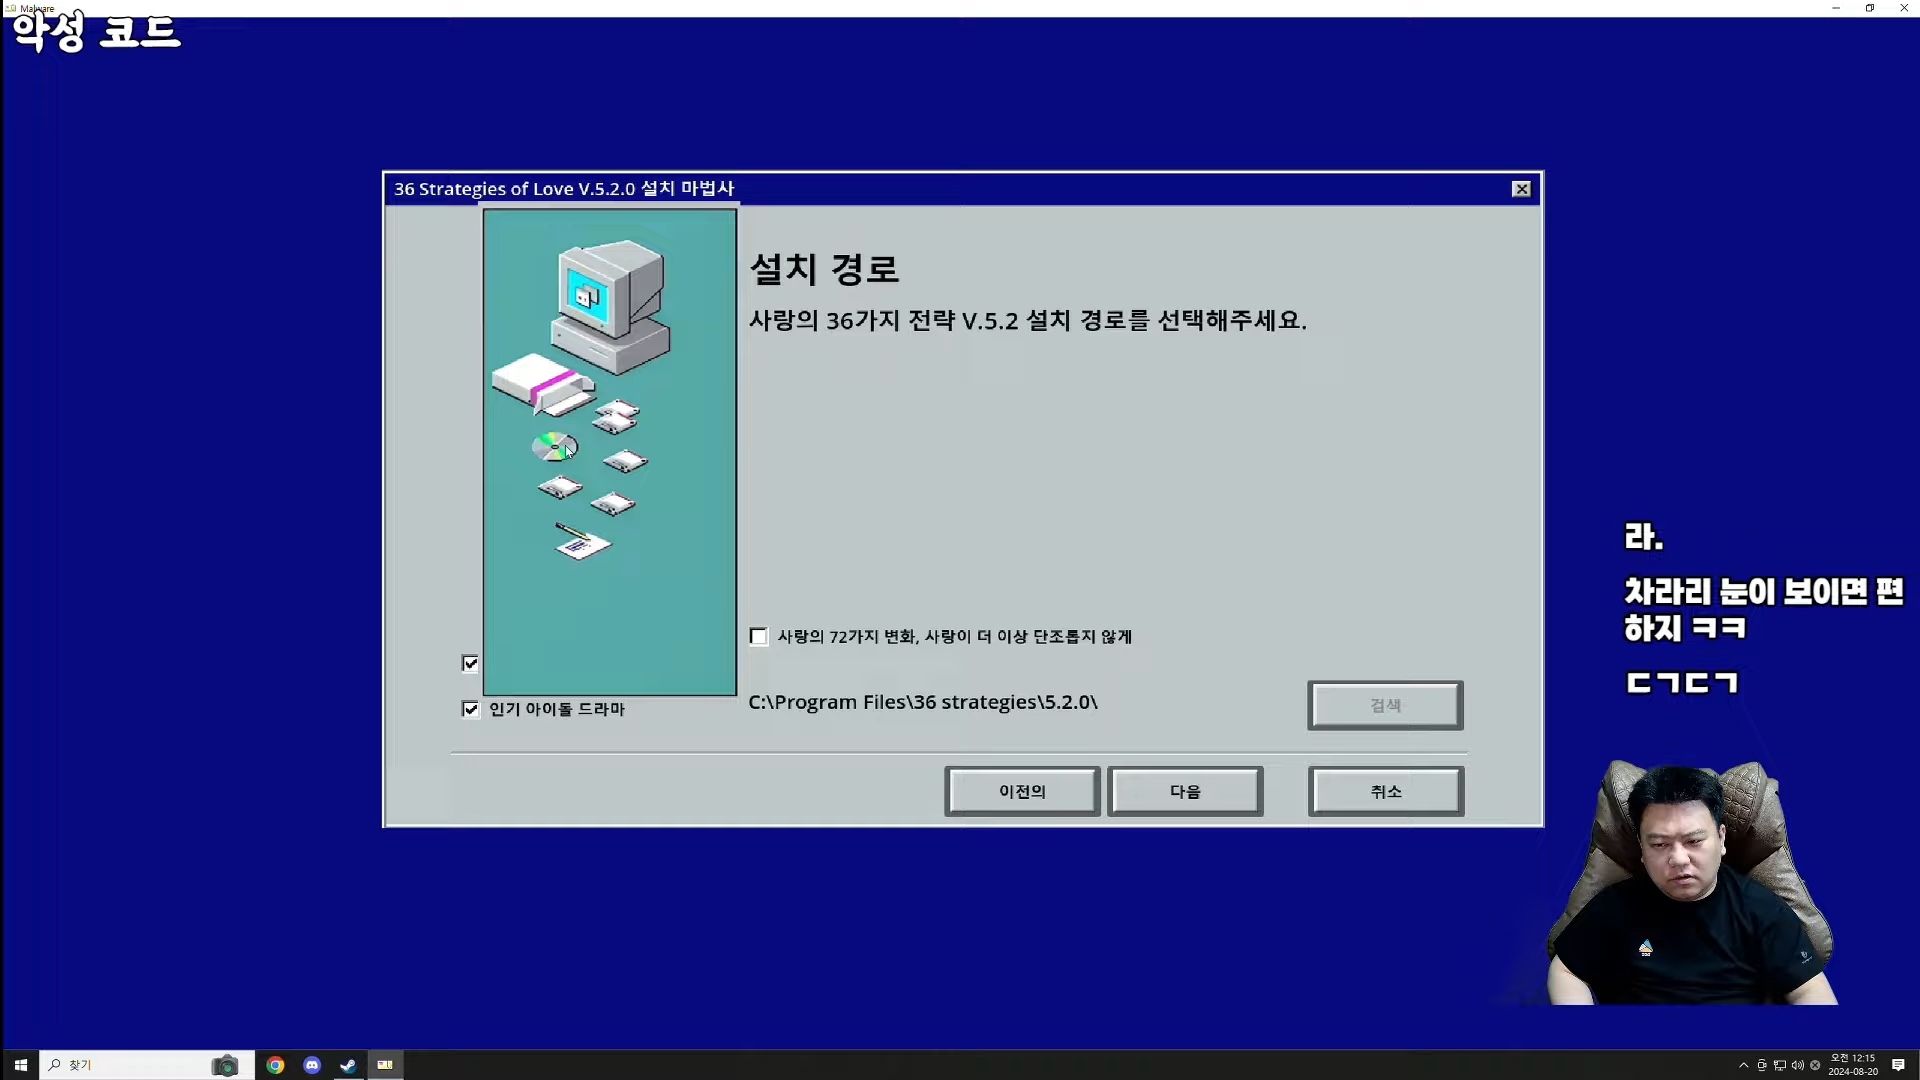 Malware
악성 코드
36 Strategies of Love V.5.2.0 설치 마법사
설치 경로
사랑의 36가지 전략 V.5.2 설치 경로를 선택해주세요.
사랑의 72가지 변화, 사랑이 더 이상 단조롭지 않게
인기 아이돌 드라마
C:\Program Files\36 strategies\5.2.0\
검색
이전의
다음
취소
라.
차라리 눈이 보이면 편
하지 ㅋㅋ
ㄷㄱㄷㄱ
찾기
오전 12:15
2024-08-20